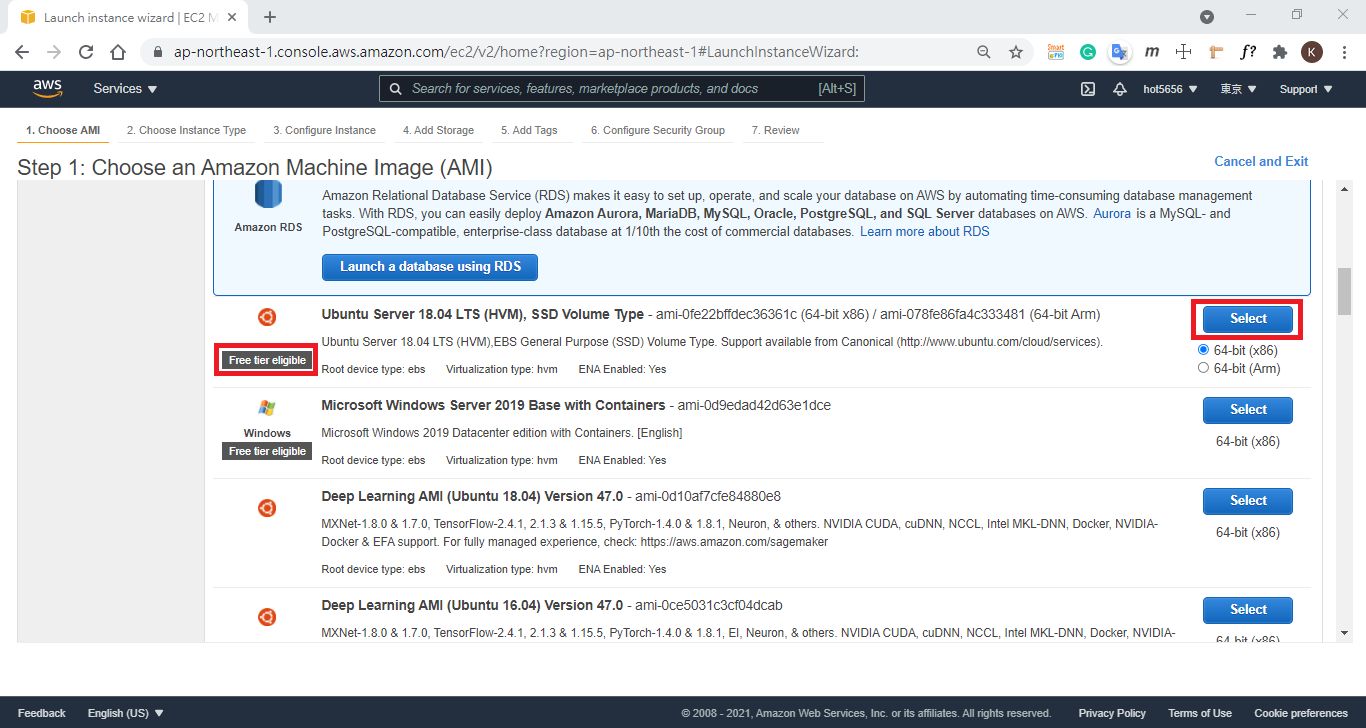 Launch instance wizard | EC2 M
ap-northeast-1.console.aws.amazon.com/ec2/v2/home?region=ap-northeast-1#LaunchInstanceWizard:
K
aws
Services
Search for services, features, marketplace products, and docs
[Alt+S]
hot5656
東京
Support
1. Choose AMI
2. Choose Instance Type
3. Configure Instance
4. Add Storage
5. Add Tags
6. Configure Security Group
7. Review
Step 1: Choose an Amazon Machine Image (AMI)
Cancel and Exit
Amazon RDS
Amazon Relational Database Service (RDS) makes it easy to set up, operate, and scale your database on AWS by automating time-consuming database management
tasks. With RDS, you can easily deploy Amazon Aurora, MariaDB, MySQL, Oracle, PostgreSQL, and SQL Server databases on AWS. Aurora is a MySQL- and
PostgreSQL-compatible, enterprise-class database at 1/10th the cost of commercial databases. Learn more about RDS
Launch a database using RDS
Ubuntu Server 18.04 LTS (HVM), SSD Volume Type - ami-0fe22bffdec36361c (64-bit x86) / ami-078fe86fa4c333481 (64-bit Arm)
Free tier eligible
Ubuntu Server 18.04 LTS (HVM),EBS General Purpose (SSD) Volume Type. Support available from Canonical (http://www.ubuntu.com/cloud/services).
Root device type: ebs Virtualization type: hvm ENA Enabled: Yes
Select
64-bit (x86)
64-bit (Arm)
Windows
Free tier eligible
Microsoft Windows Server 2019 Base with Containers - ami-0d9edad42d63e1dce
Microsoft Windows 2019 Datacenter edition with Containers. [English]
Root device type: ebs Virtualization type: hvm ENA Enabled: Yes
Select
64-bit (x86)
Deep Learning AMI (Ubuntu 18.04) Version 47.0 - ami-0d10af7cfe84880e8
MXNet-1.8.0 & 1.7.0, TensorFlow-2.4.1, 2.1.3 & 1.15.5, PyTorch-1.4.0 & 1.8.1, Neuron, & others. NVIDIA CUDA, cuDNN, NCCL, Intel MKL-DNN, Docker, NVIDIA-
Docker & EFA support. For fully managed experience, check: https://aws.amazon.com/sagemaker
Root device type: ebs Virtualization type: hvm ENA Enabled: Yes
Select
64-bit (x86)
Deep Learning AMI (Ubuntu 16.04) Version 47.0 - ami-0ce5031c3cf04dcab
MXNet-1.8.0 & 1.7.0, TensorFlow-2.4.1, 2.1.3 & 1.15.5, PyTorch-1.4.0 & 1.8.1, EI, Neuron, & others. NVIDIA CUDA, cuDNN, NCCL, Intel MKL-DNN, Docker, NVIDIA-
Select
64-bit (x86)
Feedback
English (US)
© 2008 - 2021, Amazon Web Services, Inc. or its affiliates. All rights reserved.
Privacy Policy
Terms of Use
Cookie preferences